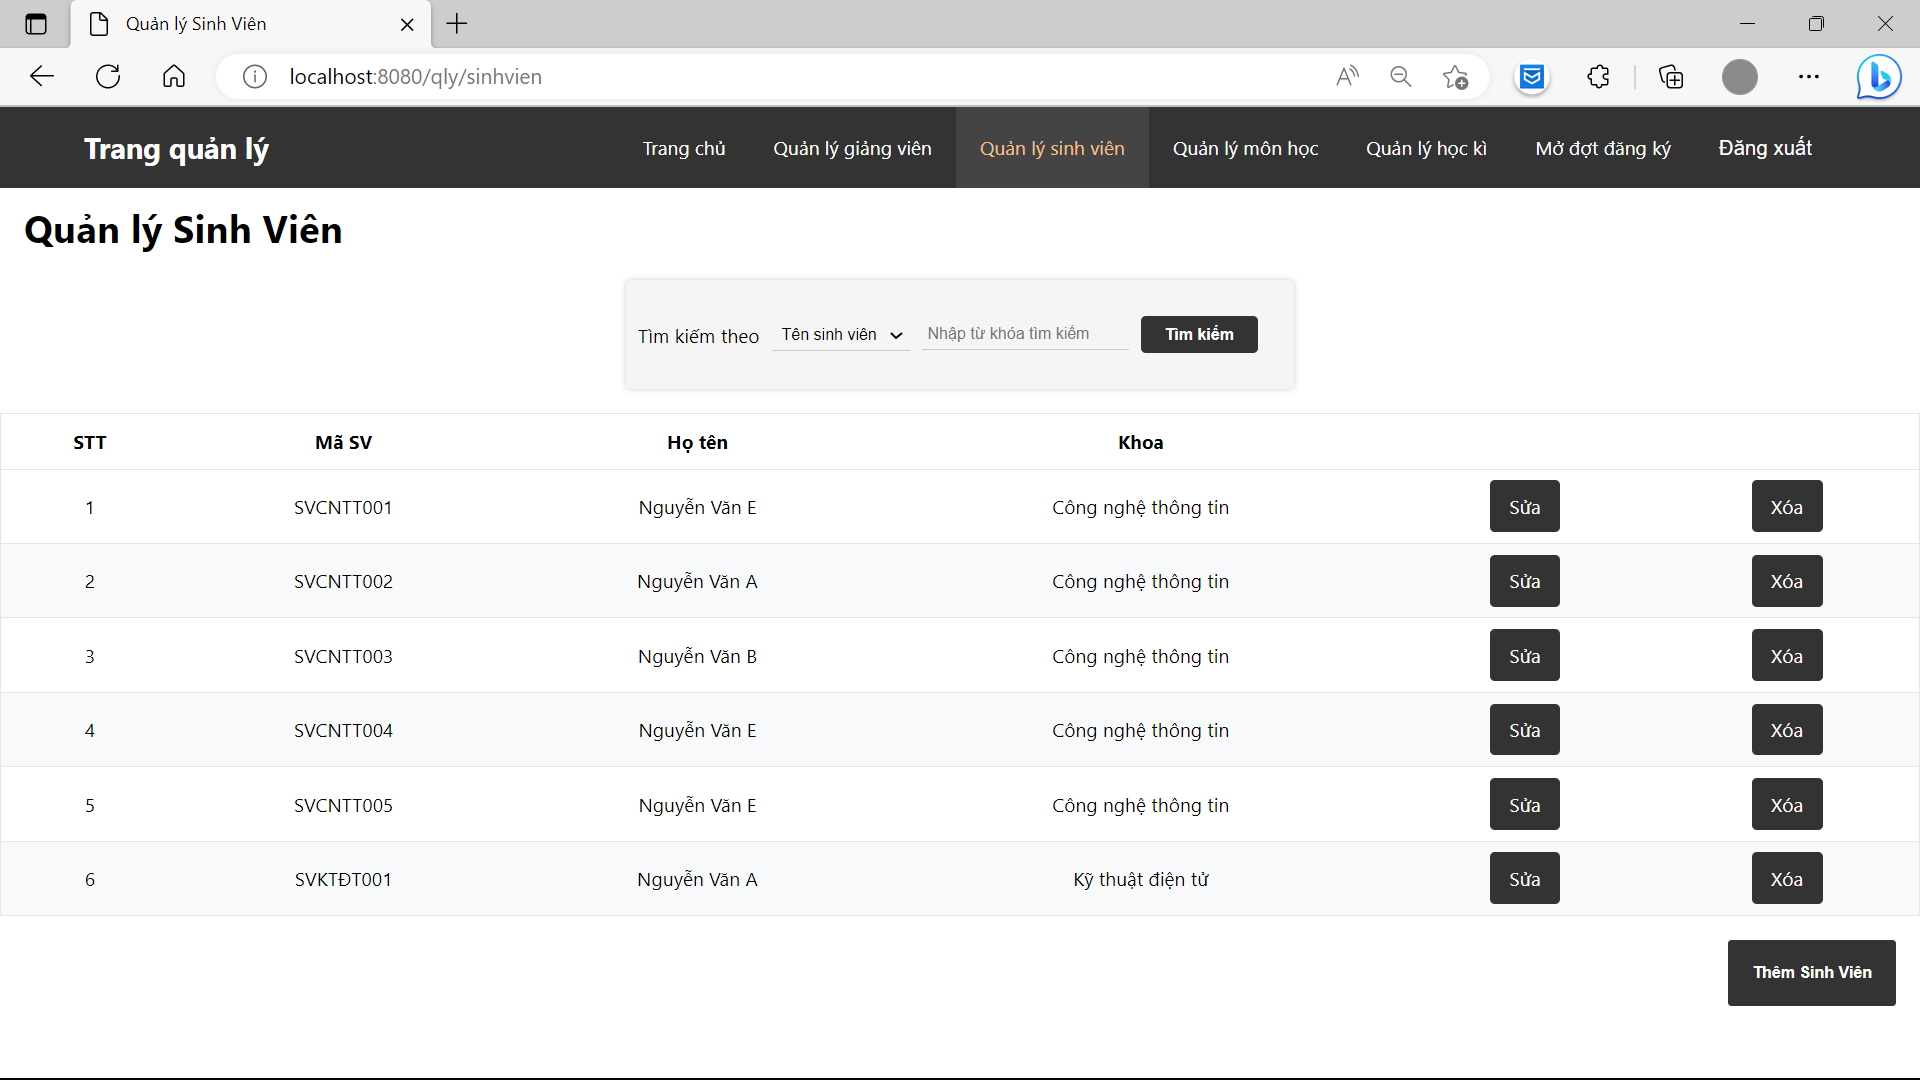 Quản lý Sinh Viên
localhost:8080/qly/sinhvien
Trang quản lý Trang chủ Quản lý giảng viên Quản lý sinh viên Quản lý môn học Quản lý học kì Mở đợt đăng ký Đăng xuất
Quản lý Sinh Viên
Tìm kiếm theo Tên sinh viên Nhập từ khóa tìm kiếm Tìm kiếm
STT Mã SV Họ tên Khoa
1 SVCNTT001 Nguyễn Văn E Công nghệ thông tin Sửa Xóa
2 SVCNTT002 Nguyễn Văn A Công nghệ thông tin Sửa Xóa
3 SVCNTT003 Nguyễn Văn B Công nghệ thông tin Sửa Xóa
4 SVCNTT004 Nguyễn Văn E Công nghệ thông tin Sửa Xóa
5 SVCNTT005 Nguyễn Văn E Công nghệ thông tin Sửa Xóa
6 SVKTĐT001 Nguyễn Văn A Kỹ thuật điện tử Sửa Xóa
Thêm Sinh Viên